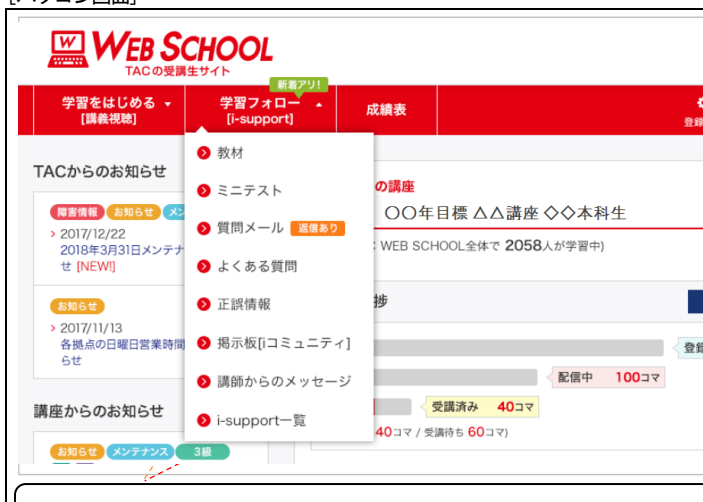 [パソコン画面]
WEB SCHOOL
TACの受講生サイト
新着アリ!
学習をはじめる
[講義視聴]
学習フォロー
[i-support]
成績表
登録
教材
ミニテスト
質問メール 返信あり
よくある質問
正誤情報
掲示板[iコミュニティ]
講師からのメッセージ
i-support一覧
TACからのお知らせ
障害情報 お知らせ メン
2017/12/22
2018年3月31日メンテナ
せ [NEW!]
お知らせ
2017/11/13
各拠点の日曜日営業時間
らせ
講座からのお知らせ
お知らせ メンテナンス 3級
の講座
〇〇年目標 △△講座 ◇◇本科生
: WEB SCHOOL全体で 2058人が学習中)
捗
登録
配信中 100コマ
受講済み 40コマ
40コマ / 受講待ち 60コマ)